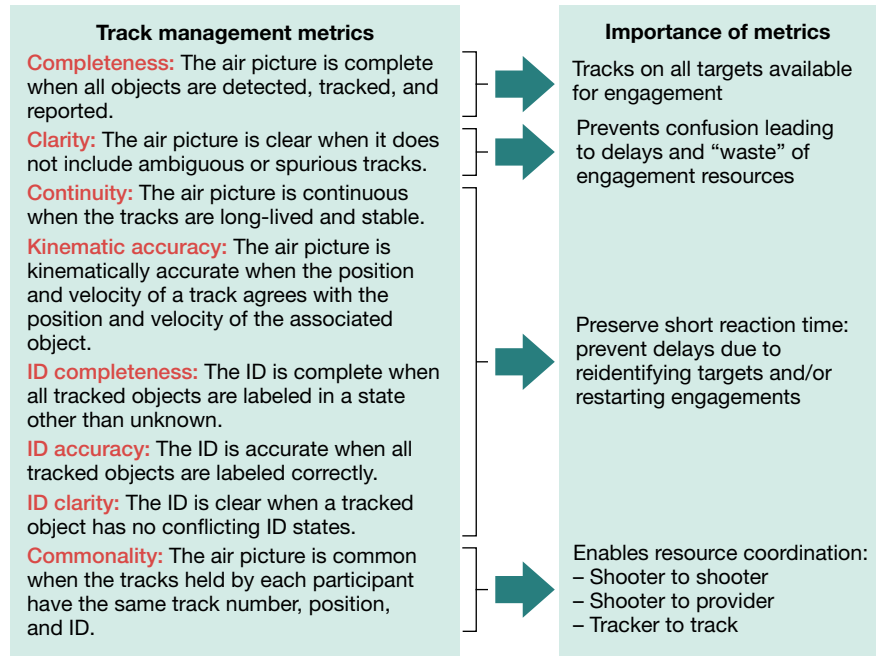 Track management metrics
Completeness: The air picture is complete
when all objects are detected, tracked, and
reported.
Clarity: The air picture is clear when it does
not include ambiguous or spurious tracks.
Continuity: The air picture is continuous
when the tracks are long-lived and stable.
Kinematic accuracy: The air picture is
kinematically accurate when the position
and velocity of a track agrees with the
position and velocity of the associated
object.
ID completeness: The ID is complete when
all tracked objects are labeled in a state
other than unknown.
ID accuracy: The ID is accurate when all
tracked objects are labeled correctly.
ID clarity: The ID is clear when a tracked
object has no conflicting ID states.
Commonality: The air picture is common
when the tracks held by each participant
have the same track number, position,
and ID.
Importance of metrics
Tracks on all targets available
for engagement
Prevents confusion leading
to delays and “waste” of
engagement resources
Preserve short reaction time:
prevent delays due to
reidentifying targets and/or
restarting engagements
Enables resource coordination:
– Shooter to shooter
– Shooter to provider
– Tracker to track